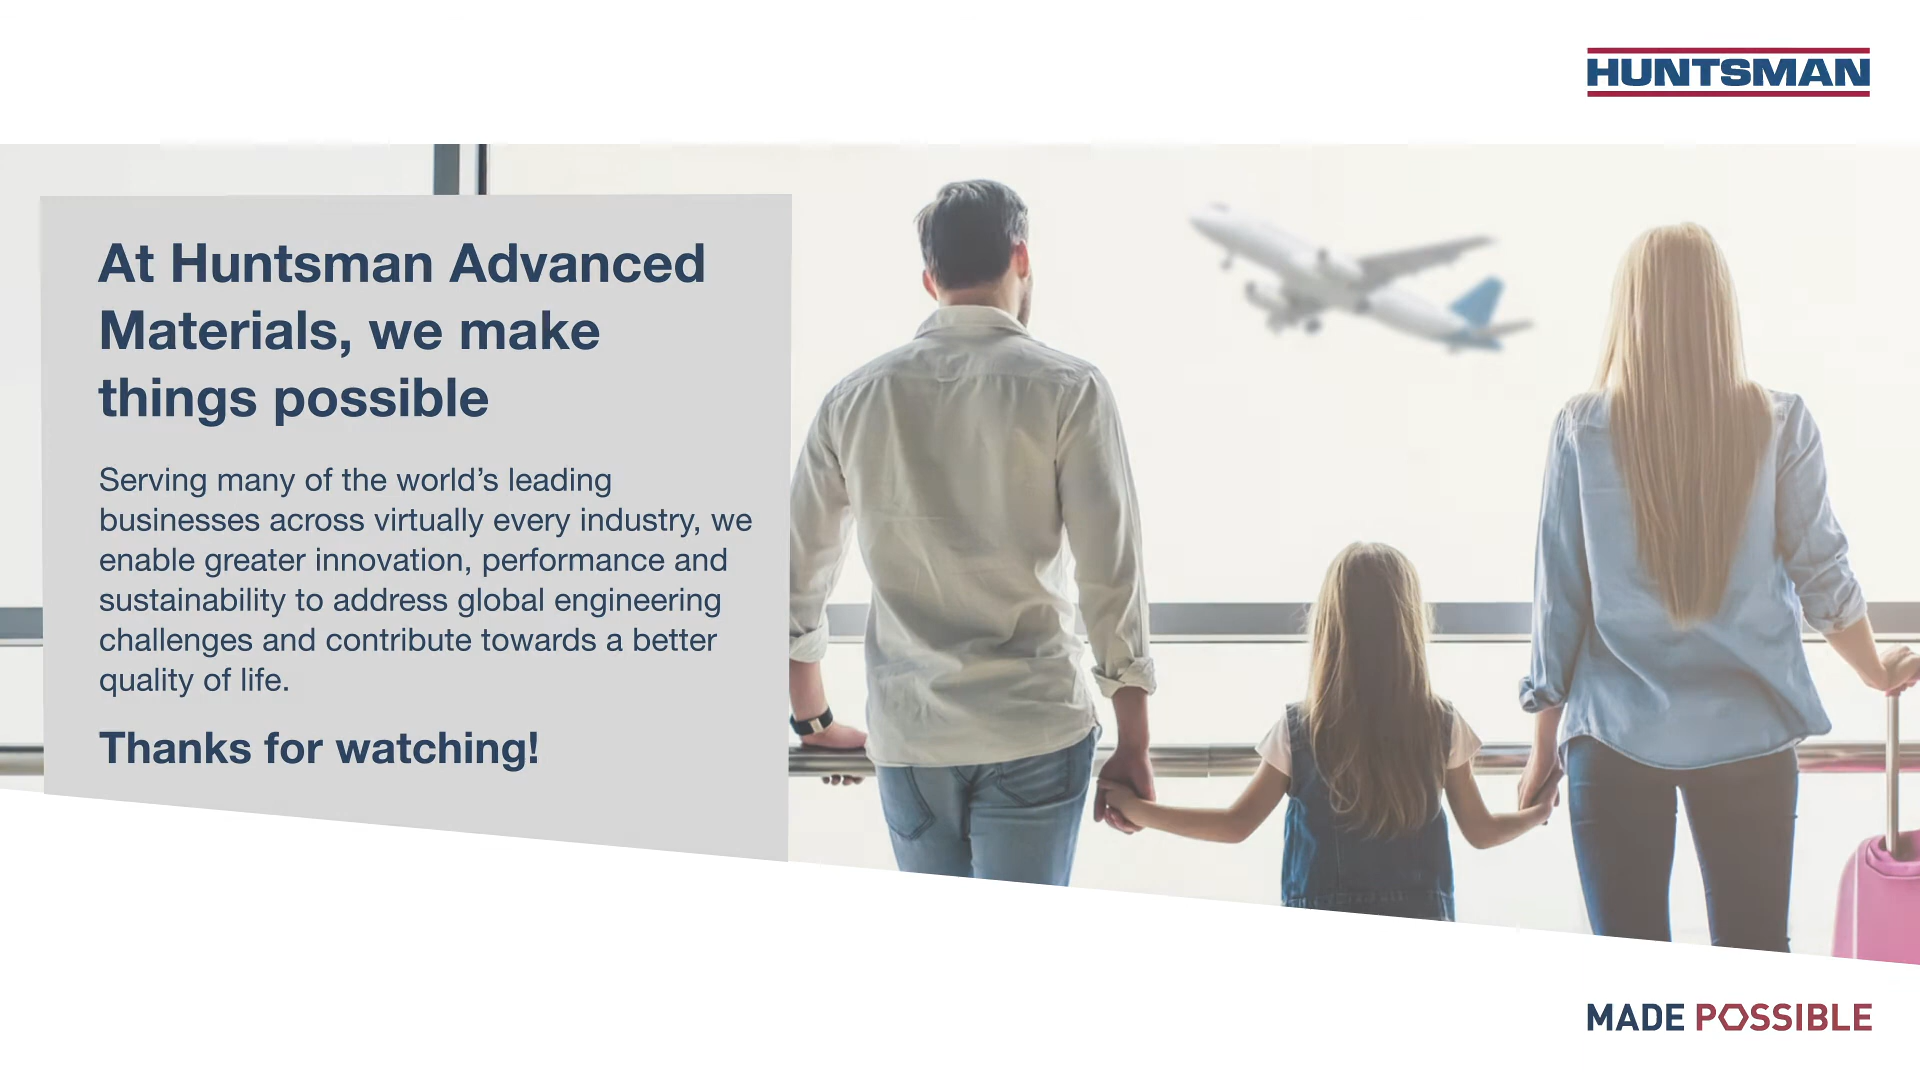 HUNTSMAN
At Huntsman Advanced
Materials, we make
things possible
Serving many of the world’s leading
businesses across virtually every industry, we
enable greater innovation, performance and
sustainability to address global engineering
challenges and contribute towards a better
quality of life.
Thanks for watching!
MADE POSSIBLE